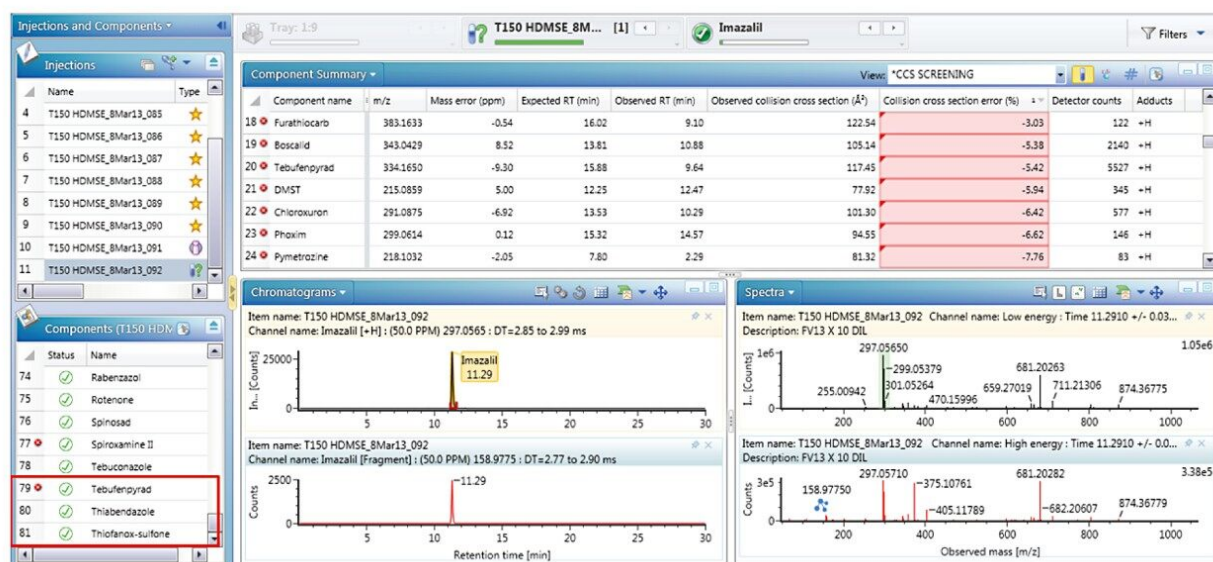 Injections and Components
Tray: 1:9
T150 HDMSE_8M... [1]
Imazalil
Filters
Injections
Name Type
4 T150 HDMSE_8Mar13_085
5 T150 HDMSE_8Mar13_086
6 T150 HDMSE_8Mar13_087
7 T150 HDMSE_8Mar13_088
8 T150 HDMSE_8Mar13_089
9 T150 HDMSE_8Mar13_090
10 T150 HDMSE_8Mar13_091
11 T150 HDMSE_8Mar13_092
Component Summary View: *CCS SCREENING
Component name m/z Mass error (ppm) Expected RT (min) Observed RT (min) Observed collision cross section (Å²) Collision cross section error (%) Detector counts Adducts
18 Furathiocarb 383.1633 -0.54 16.02 9.10 122.54 -3.03 122 +H
19 Boscalid 343.0429 8.52 13.81 10.88 105.14 -5.38 2140 +H
20 Tebufenpyrad 334.1650 -9.30 15.88 9.64 117.45 -5.42 5527 +H
21 DMST 215.0859 5.00 12.25 12.47 77.92 -5.94 345 +H
22 Chloroxuron 291.0875 -6.92 13.53 10.29 101.30 -6.42 577 +H
23 Phoxim 299.0614 0.12 15.32 14.57 94.55 -6.62 146 +H
24 Pymetrozine 218.1032 -2.05 7.80 2.29 81.32 -7.76 83 +H
Components (T150 HDM
Status Name
74 Rabenzazol
75 Rotenone
76 Spinosad
77 Spiroxamine II
78 Tebuconazole
79 Tebufenpyrad
80 Thiabendazole
81 Thiofanox-sulfone
Chromatograms
Item name: T150 HDMSE_8Mar13_092
Channel name: Imazalil [+H] : (50.0 PPM) 297.0565 : DT=2.85 to 2.99 ms
In... [Counts]
25000
0
Imazalil
11.29
5 10 15 20 25 30
Item name: T150 HDMSE_8Mar13_092
Channel name: Imazalil [Fragment] : (50.0 PPM) 158.9775 : DT=2.77 to 2.90 ms
Counts
2500
0
11.29
5 10 15 20 25 30
Retention time [min]
Spectra
Item name: T150 HDMSE_8Mar13_092 Channel name: Low energy : Time 11.2910 +/- 0.03...
Description: FV13 X 10 DIL
1.05e6
I... [Counts]
1e6
0
297.05650
299.05379
301.05264
255.00942
470.15996
659.27019
681.20263
711.21306
874.36775
200 400 600 800 1000
Item name: T150 HDMSE_8Mar13_092 Channel name: High energy : Time 11.2910 +/- 0.0...
Description: FV13 X 10 DIL
3.38e5
Counts
3e5
0
158.97750
297.05710
375.10761
405.11789
681.20282
682.20607
874.36779
200 400 600 800 1000
Observed mass [m/z]